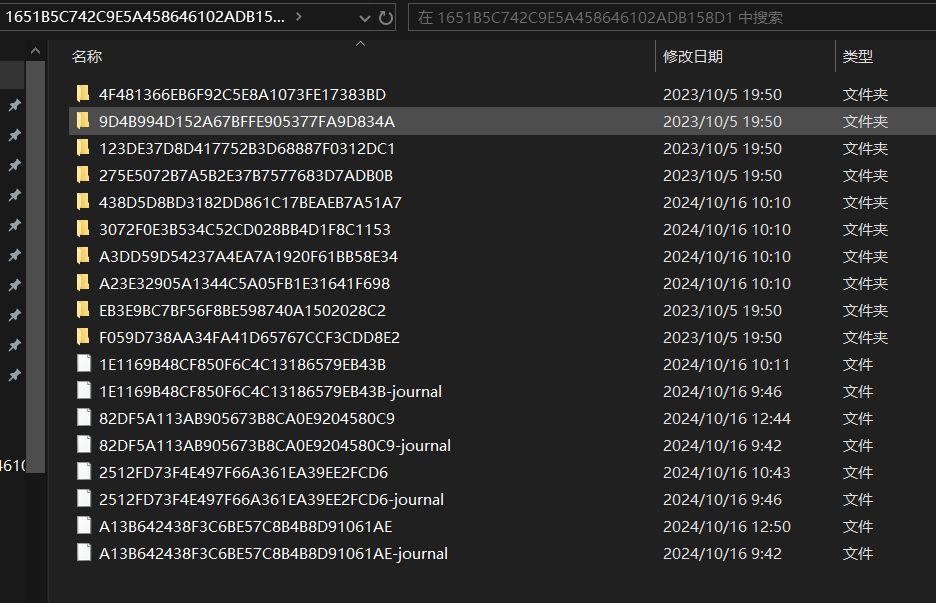 1651B5C742C9E5A458646102ADB15...
在 1651B5C742C9E5A458646102ADB158D1 中搜索
名称 修改日期 类型
4F481366EB6F92C5E8A1073FE17383BD 2023/10/5 19:50 文件夹
9D4B994D152A67BFFE905377FA9D834A 2023/10/5 19:50 文件夹
123DE37D8D417752B3D68887F0312DC1 2023/10/5 19:50 文件夹
275E5072B7A5B2E37B7577683D7ADB0B 2023/10/5 19:50 文件夹
438D5D8BD3182DD861C17BEAEB7A51A7 2024/10/16 10:10 文件夹
3072F0E3B534C52CD028BB4D1F8C1153 2024/10/16 10:10 文件夹
A3DD59D54237A4EA7A1920F61BB58E34 2024/10/16 10:10 文件夹
A23E32905A1344C5A05FB1E31641F698 2024/10/16 10:10 文件夹
EB3E9BC7BF56F8BE598740A1502028C2 2023/10/5 19:50 文件夹
F059D738AA34FA41D65767CCF3CDD8E2 2023/10/5 19:50 文件夹
1E1169B48CF850F6C4C13186579EB43B 2024/10/16 10:11 文件
1E1169B48CF850F6C4C13186579EB43B-journal 2024/10/16 9:46 文件
82DF5A113AB905673B8CA0E9204580C9 2024/10/16 12:44 文件
82DF5A113AB905673B8CA0E9204580C9-journal 2024/10/16 9:42 文件
4610
2512FD73F4E497F66A361EA39EE2FCD6 2024/10/16 10:43 文件
2512FD73F4E497F66A361EA39EE2FCD6-journal 2024/10/16 9:46 文件
A13B642438F3C6BE57C8B4B8D91061AE 2024/10/16 12:50 文件
A13B642438F3C6BE57C8B4B8D91061AE-journal 2024/10/16 9:42 文件